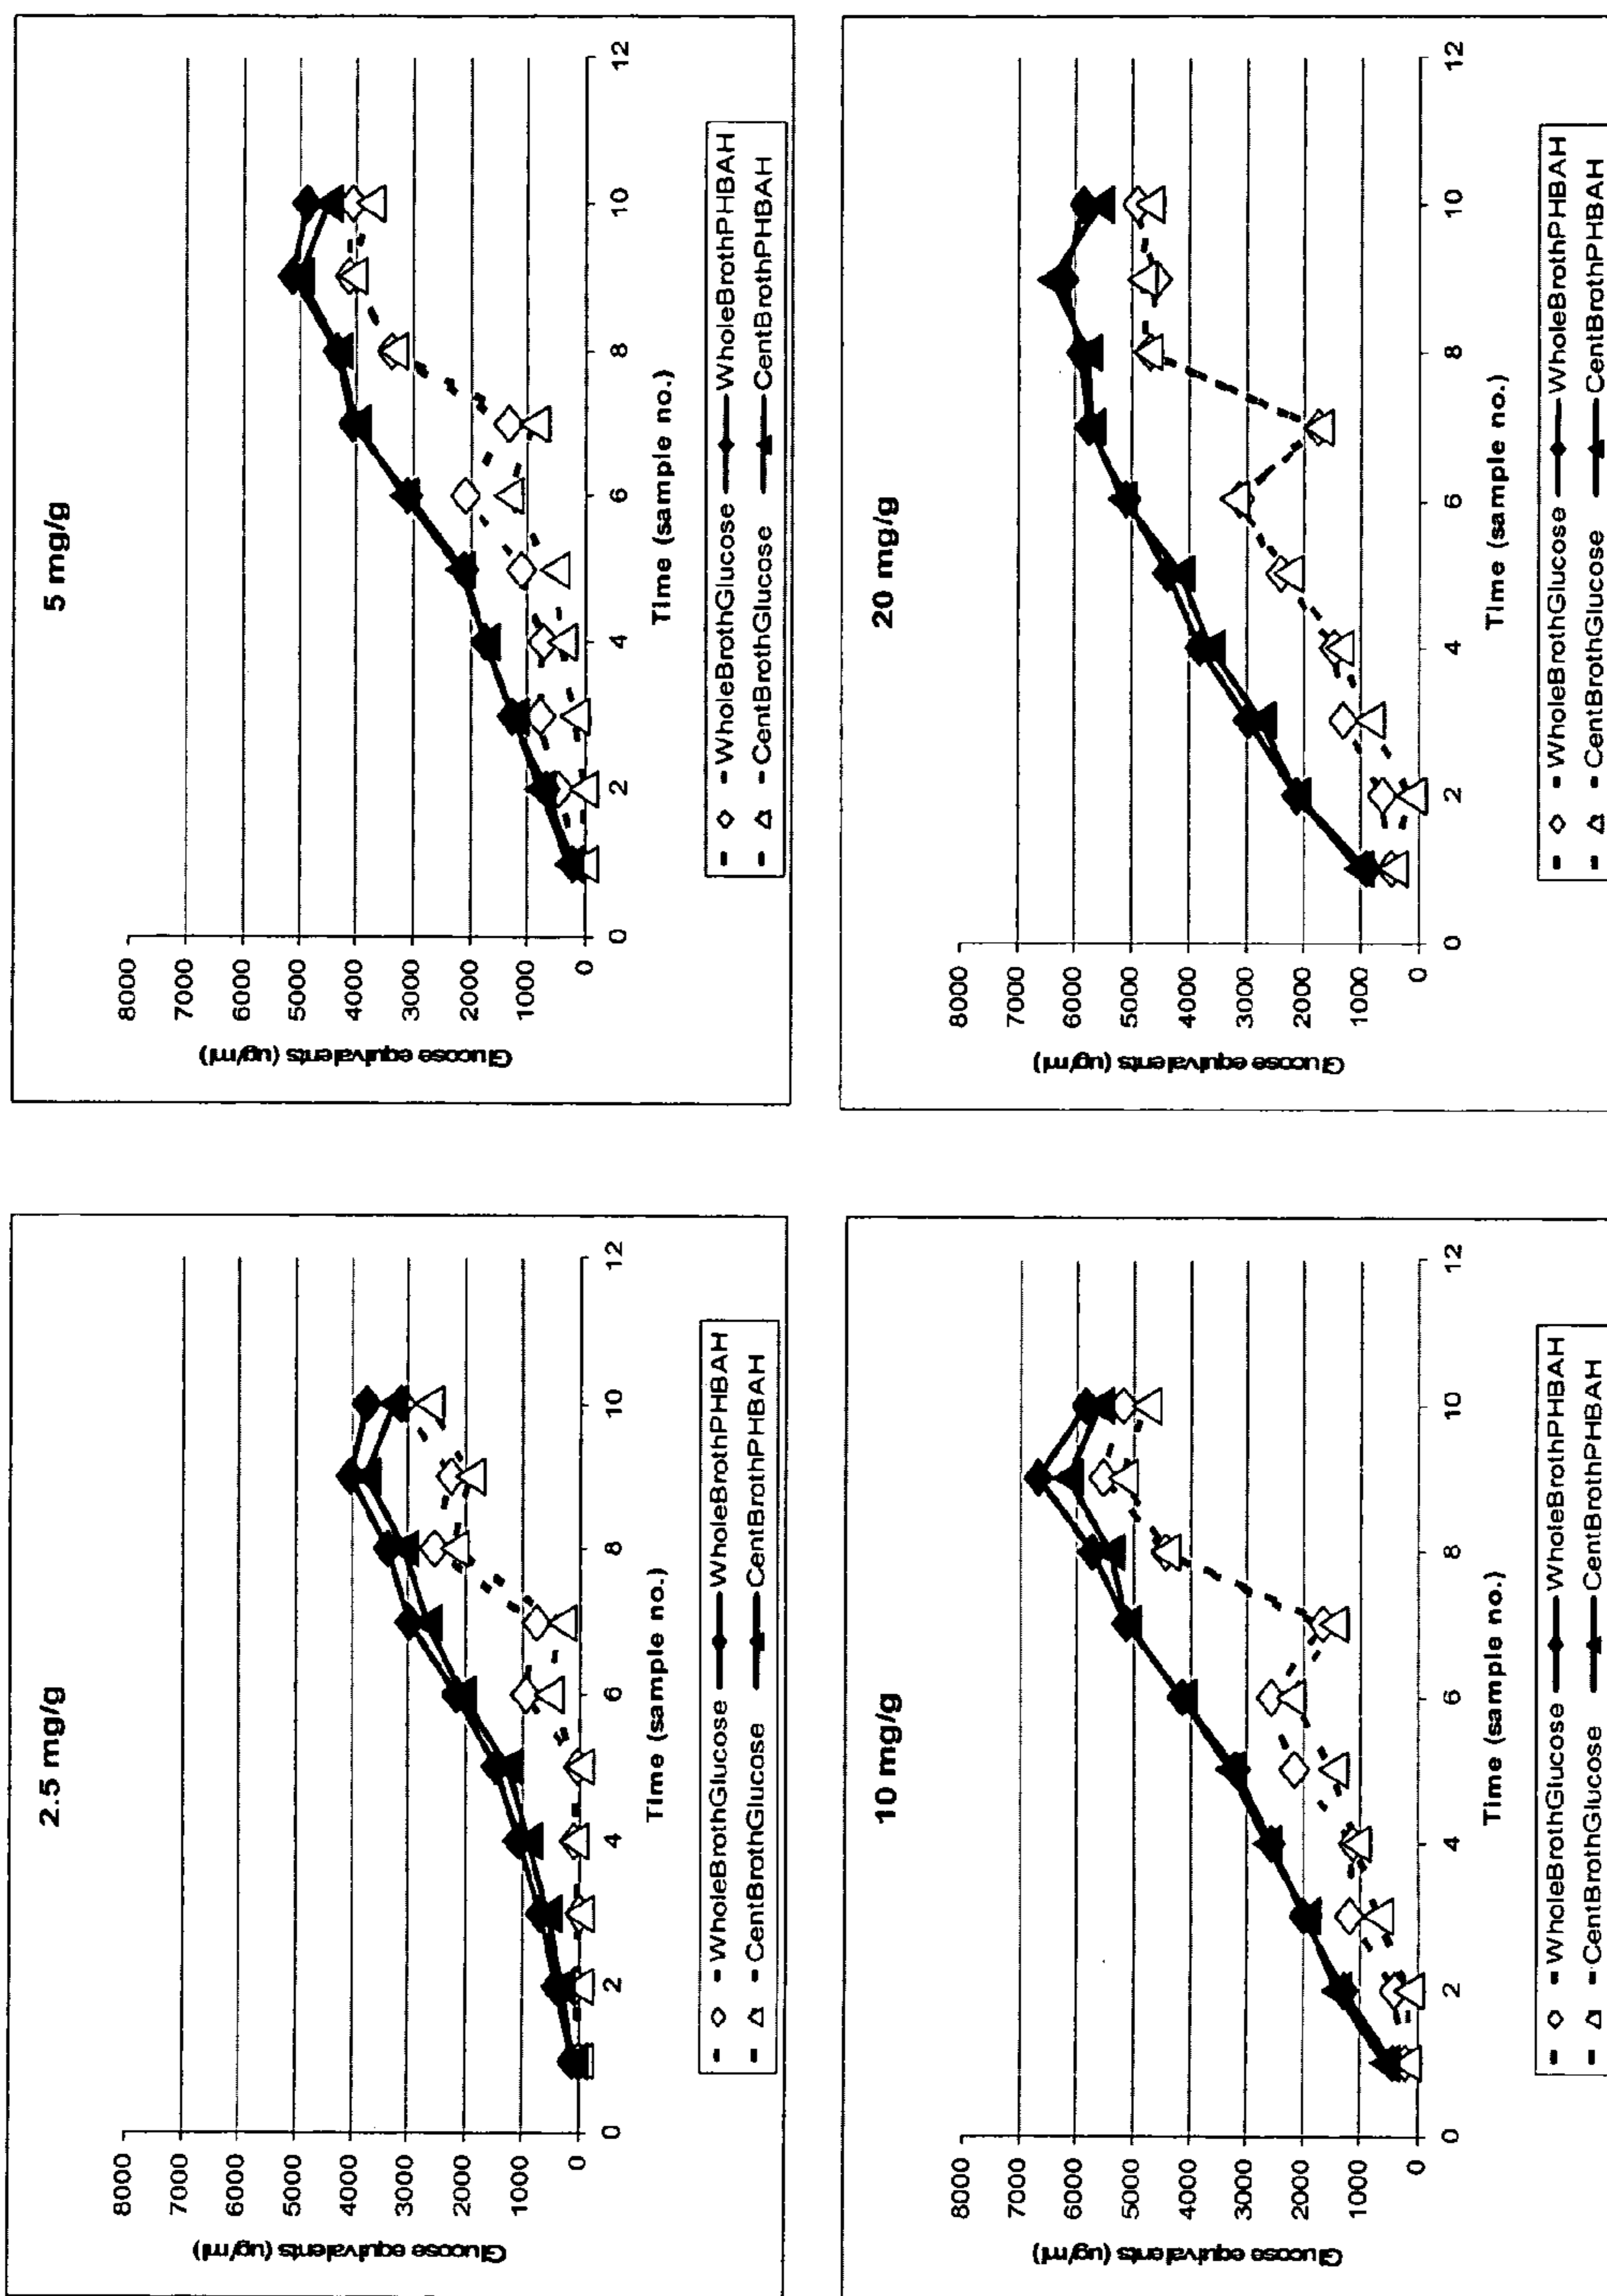 2.5 mg/g
Glucose equivalents (ug/ml)
8000
7000
6000
5000
4000
3000
2000
1000
0
0 2 4 6 8 10 12
Time (sample no.)
WholeBrothGlucose WholeBrothPHBAH
CentBrothGlucose CentBrothPHBAH
5 mg/g
Glucose equivalents (ug/ml)
8000
7000
6000
5000
4000
3000
2000
1000
0
0 2 4 6 8 10 12
Time (sample no.)
WholeBrothGlucose WholeBrothPHBAH
CentBrothGlucose CentBrothPHBAH
10 mg/g
Glucose equivalents (ug/ml)
8000
7000
6000
5000
4000
3000
2000
1000
0
0 2 4 6 8 10 12
Time (sample no.)
WholeBrothGlucose WholeBrothPHBAH
CentBrothGlucose CentBrothPHBAH
20 mg/g
Glucose equivalents (ug/ml)
8000
7000
6000
5000
4000
3000
2000
1000
0
0 2 4 6 8 10 12
Time (sample no.)
WholeBrothGlucose WholeBrothPHBAH
CentBrothGlucose CentBrothPHBAH